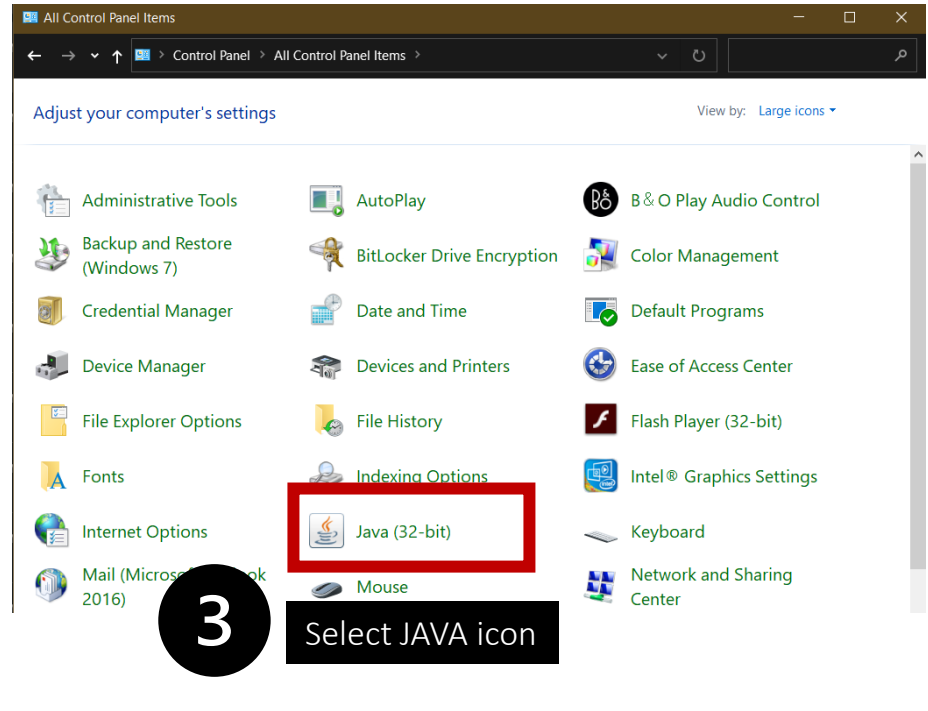 All Control Panel Items
Control Panel > All Control Panel Items >
Adjust your computer's settings
View by: Large icons
Administrative Tools
AutoPlay
B&O
B & O Play Audio Control
Backup and Restore
(Windows 7)
BitLocker Drive Encryption
Color Management
Credential Manager
Date and Time
Default Programs
Device Manager
Devices and Printers
Ease of Access Center
File Explorer Options
File History
Flash Player (32-bit)
Fonts
Indexing Options
Intel® Graphics Settings
Internet Options
Java (32-bit)
Keyboard
Mail (
2016)
Mouse
Network and Sharing
Center
3
Select JAVA icon